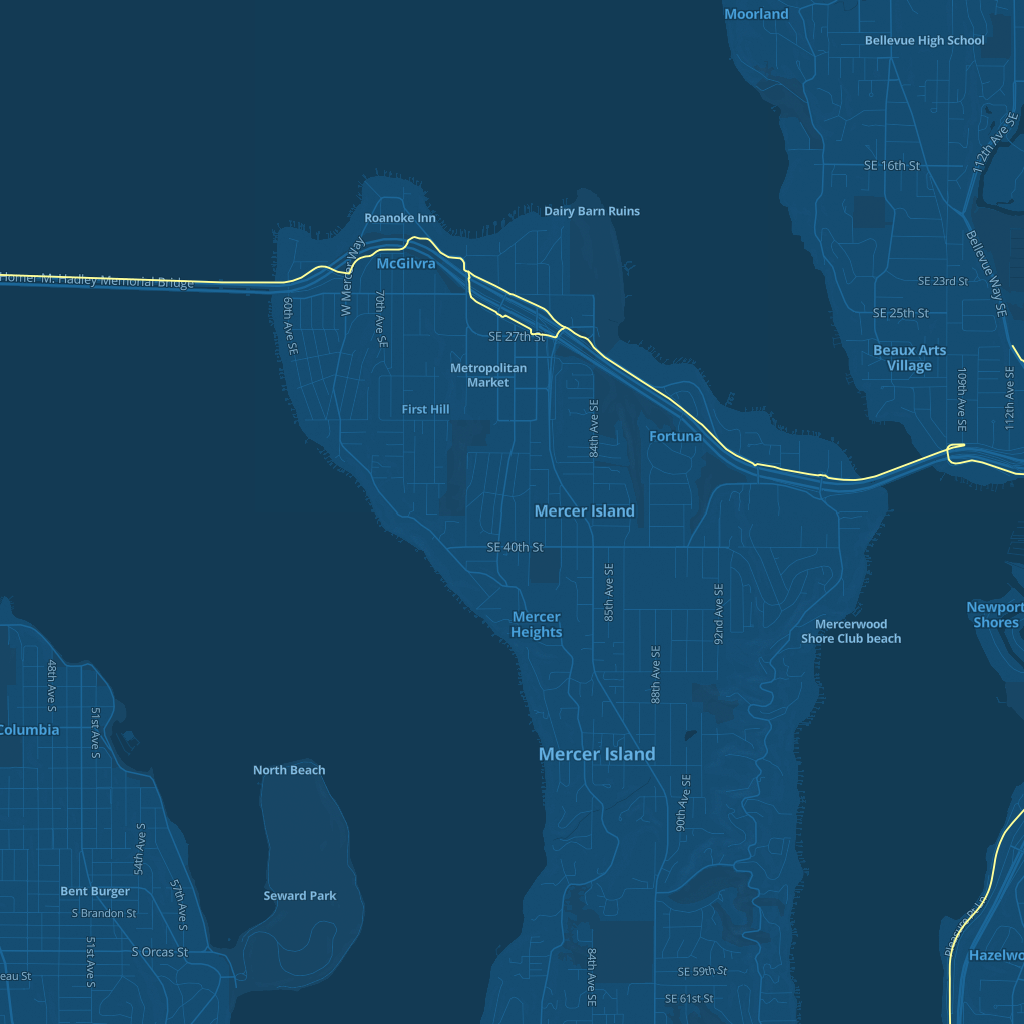 Moorland
Bellevue High School
112th Ave SE
SE 16th St
Roanoke Inn
Dairy Barn Ruins
W Mercer Way
McGilvra
Homer M. Hadley Memorial Bridge
Bellevue Way SE
SE 23rd St
60th Ave SE
70th Ave SE
SE 25th St
SE 27th St
Beaux Arts
Village
Metropolitan
Market
109th Ave SE
112th Ave SE
First Hill
84th Ave SE
Fortuna
Mercer Island
SE 40th St
85th Ave SE
92nd Ave SE
Newport
Shores
Mercer
Heights
Mercerwood
Shore Club beach
48th Ave S
88th Ave SE
51st Ave S
Columbia
Mercer Island
North Beach
90th Ave SE
54th Ave S
Bent Burger
57th Ave S
Seward Park
S Brandon St
Pleasure Pt Ln
51st Ave S
S Orcas St
Hazelwo
eau St
84th Ave SE
SE 59th St
SE 61st St